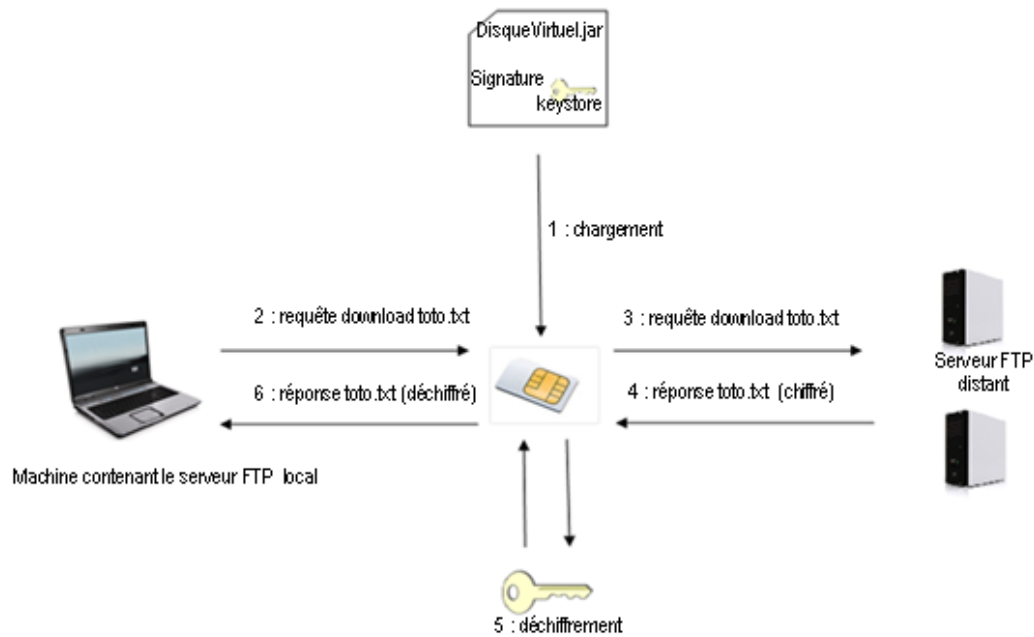 DisqueVirtuel.jar
Signature
keystore
1 : chargement
2 : requête download toto.txt
3 : requête download toto.txt
Serveur FTP
distant
6 : réponse toto.txt (déchiffré)
4 : réponse toto.txt (chiffré)
Machine contenant le serveur FTP local
5 : déchiffrement